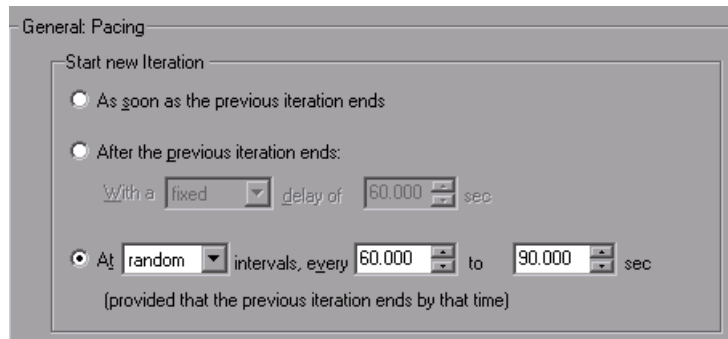 General: Pacing
Start new Iteration
As soon as the previous iteration ends
After the previous iteration ends:
With a fixed delay of 60.000 sec
At random intervals, every 60.000 to 90.000 sec
(provided that the previous iteration ends by that time)